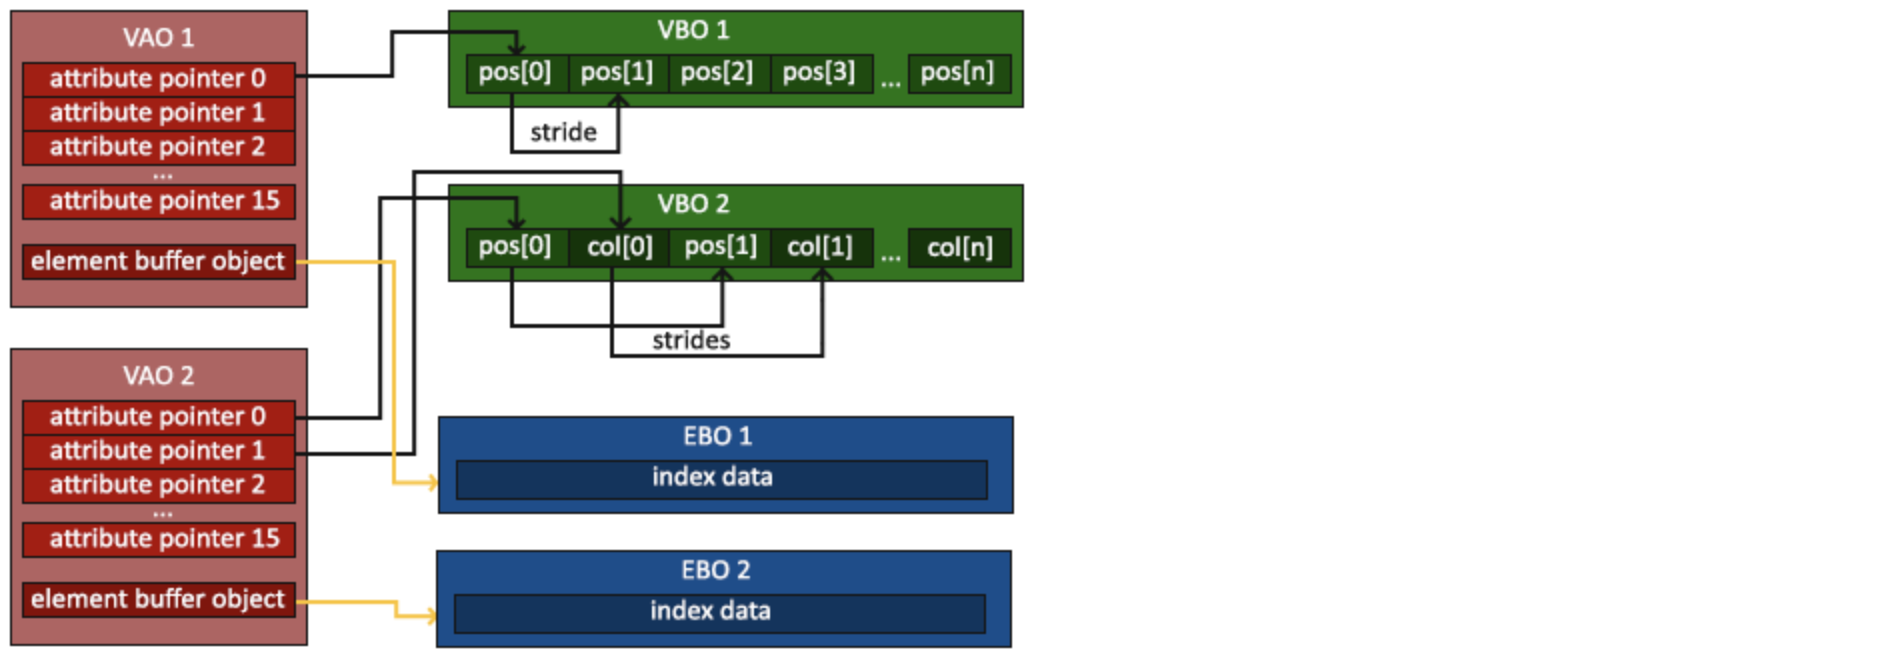 VAO 1
attribute pointer 0
attribute pointer 1
attribute pointer 2
...
attribute pointer 15
element buffer object
VBO 1
pos[0] pos[1] pos[2] pos[3] ... pos[n]
stride
VBO 2
pos[0] col[0] pos[1] col[1] ... col[n]
strides
VAO 2
attribute pointer 0
attribute pointer 1
attribute pointer 2
...
attribute pointer 15
element buffer object
EBO 1
index data
EBO 2
index data